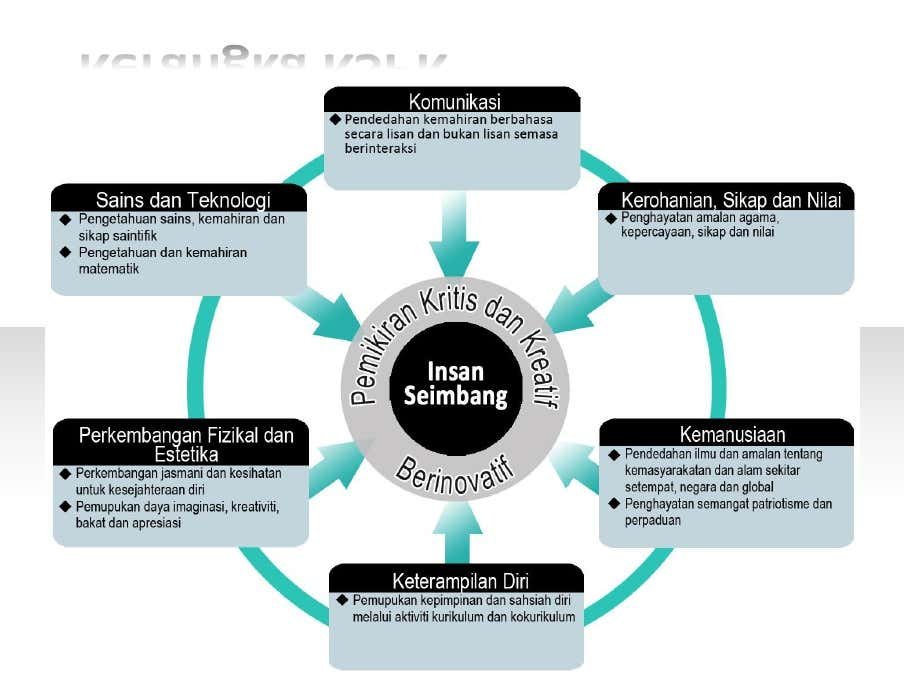 Komunikasi
◆ Pendedahan kemahiran berbahasa
secara lisan dan bukan lisan semasa
berinteraksi
Sains dan Teknologi
◆ Pengetahuan sains, kemahiran dan
sikap saintifik
◆ Pengetahuan dan kemahiran
matematik
Kerohanian, Sikap dan Nilai
◆ Penghayatan amalan agama,
kepercayaan, sikap dan nilai
Pemikiran Kritis dan Kreatif
Insan
Seimbang
Berinovatif
Perkembangan Fizikal dan
Estetika
◆ Perkembangan jasmani dan kesihatan
untuk kesejahteraan diri
◆ Pemupukan daya imaginasi, kreativiti,
bakat dan apresiasi
Kemanusiaan
◆ Pendedahan ilmu dan amalan tentang
kemasyarakatan dan alam sekitar
setempat, negara dan global
◆ Penghayatan semangat patriotisme dan
perpaduan
Keterampilan Diri
◆ Pemupukan kepimpinan dan sahsiah diri
melalui aktiviti kurikulum dan kokurikulum